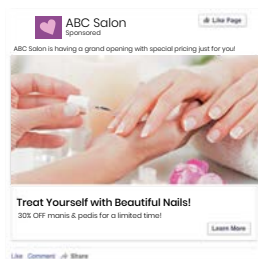 ABC Salon
Like Page
Sponsored
ABC Salon is having a grand opening with special pricing just for you!
Treat Yourself with Beautiful Nails!
30% OFF manis & pedis for a limited time!
Learn More
Like Comment Share